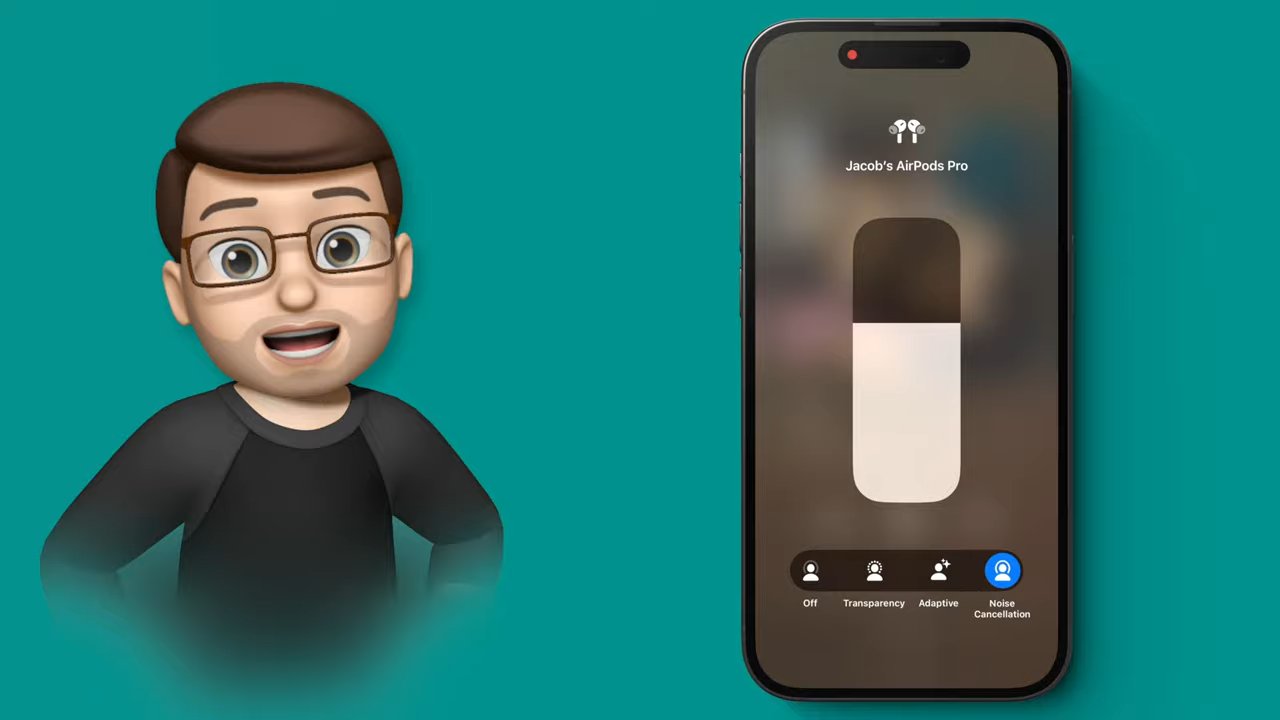 Jacob’s AirPods Pro
Off
Transparency
Adaptive
Noise
Cancellation